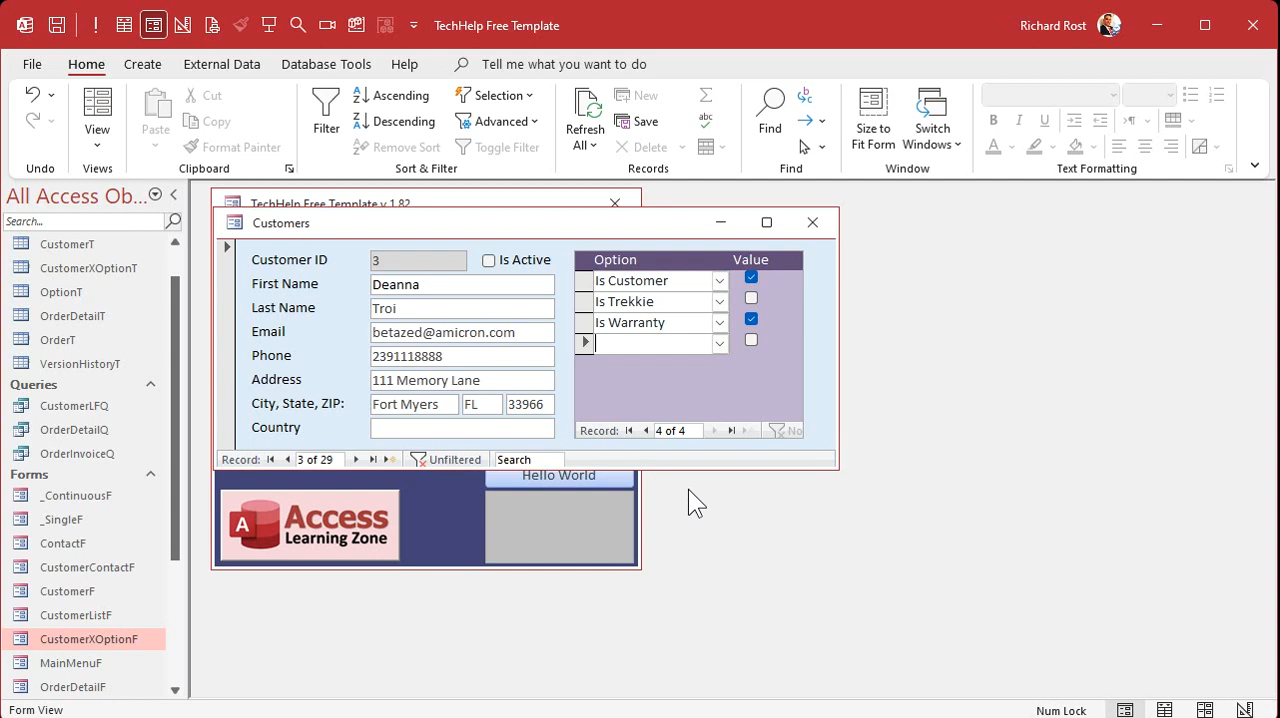 TechHelp Free Template
Richard Rost
File
Home
Create
External Data
Database Tools
Help
Tell me what you want to do
Undo
View
Views
Paste
Cut
Copy
Format Painter
Clipboard
Filter
Ascending
Descending
Remove Sort
Selection
Advanced
Toggle Filter
Sort & Filter
Refresh All
New
Save
Delete
Records
Find
Find
Size to Fit Form
Switch Windows
Window
B I U
A
Text Formatting
All Access Ob...
Search...
CustomerT
CustomerXOptionT
OptionT
OrderDetailT
OrderT
VersionHistoryT
Queries
CustomerLFQ
OrderDetailQ
OrderInvoiceQ
Forms
_ContinuousF
_SingleF
ContactF
CustomerContactF
CustomerF
CustomerListF
CustomerXOptionF
MainMenuF
OrderDetailF
TechHelp Free Template v 1.82
Customers
Customer ID 3 Is Active
First Name Deanna
Last Name Troi
Email betazed@amicron.com
Phone 2391118888
Address 111 Memory Lane
City, State, ZIP: Fort Myers FL 33966
Country
Option Value
Is Customer
Is Trekkie
Is Warranty
Record: 4 of 4 No
Record: 3 of 29 Unfiltered Search
Hello World
A Access
Learning Zone
Form View
Num Lock